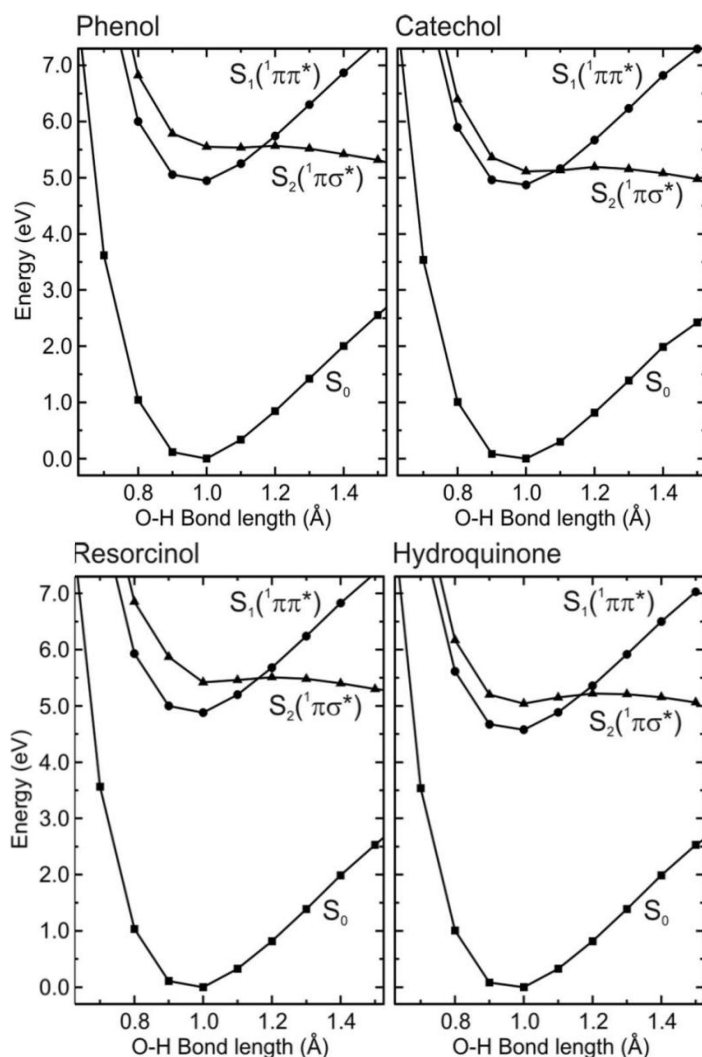 Phenol
Catechol
Energy (eV)
7.0
6.0
5.0
4.0
3.0
2.0
1.0
0.0
S₁(¹ππ*)
S₂(¹πσ*)
S₀
0.8 1.0 1.2 1.4
O-H Bond length (Å)
S₁(¹ππ*)
S₂(¹πσ*)
S₀
0.8 1.0 1.2 1.4
O-H Bond length (Å)
Resorcinol
Hydroquinone
Energy (eV)
7.0
6.0
5.0
4.0
3.0
2.0
1.0
0.0
S₁(¹ππ*)
S₂(¹πσ*)
S₀
0.8 1.0 1.2 1.4
O-H Bond length (Å)
S₁(¹ππ*)
S₂(¹πσ*)
S₀
0.8 1.0 1.2 1.4
O-H Bond length (Å)